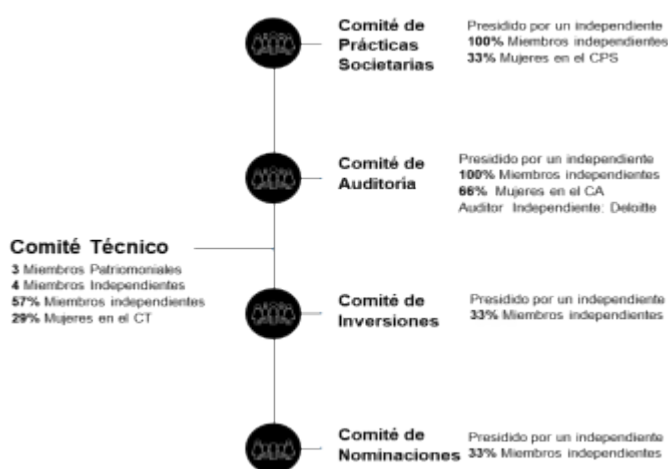 Comité de
Prácticas
Societarias
Presidido por un independiente
100% Miembros independientes
33% Mujeres en el CPS
Comité de
Auditoría
Presidido por un independiente
100% Miembros independientes
66% Mujeres en el CA
Auditor Independiente: Deloitte
Comité Técnico
3 Miembros Patriomoniales
4 Miembros Independientes
57% Miembros independientes
29% Mujeres en el CT
Comité de
Inversiones
Presidido por un independiente
33% Miembros independientes
Comité de
Nominaciones
Presidido por un independiente
33% Miembros independientes